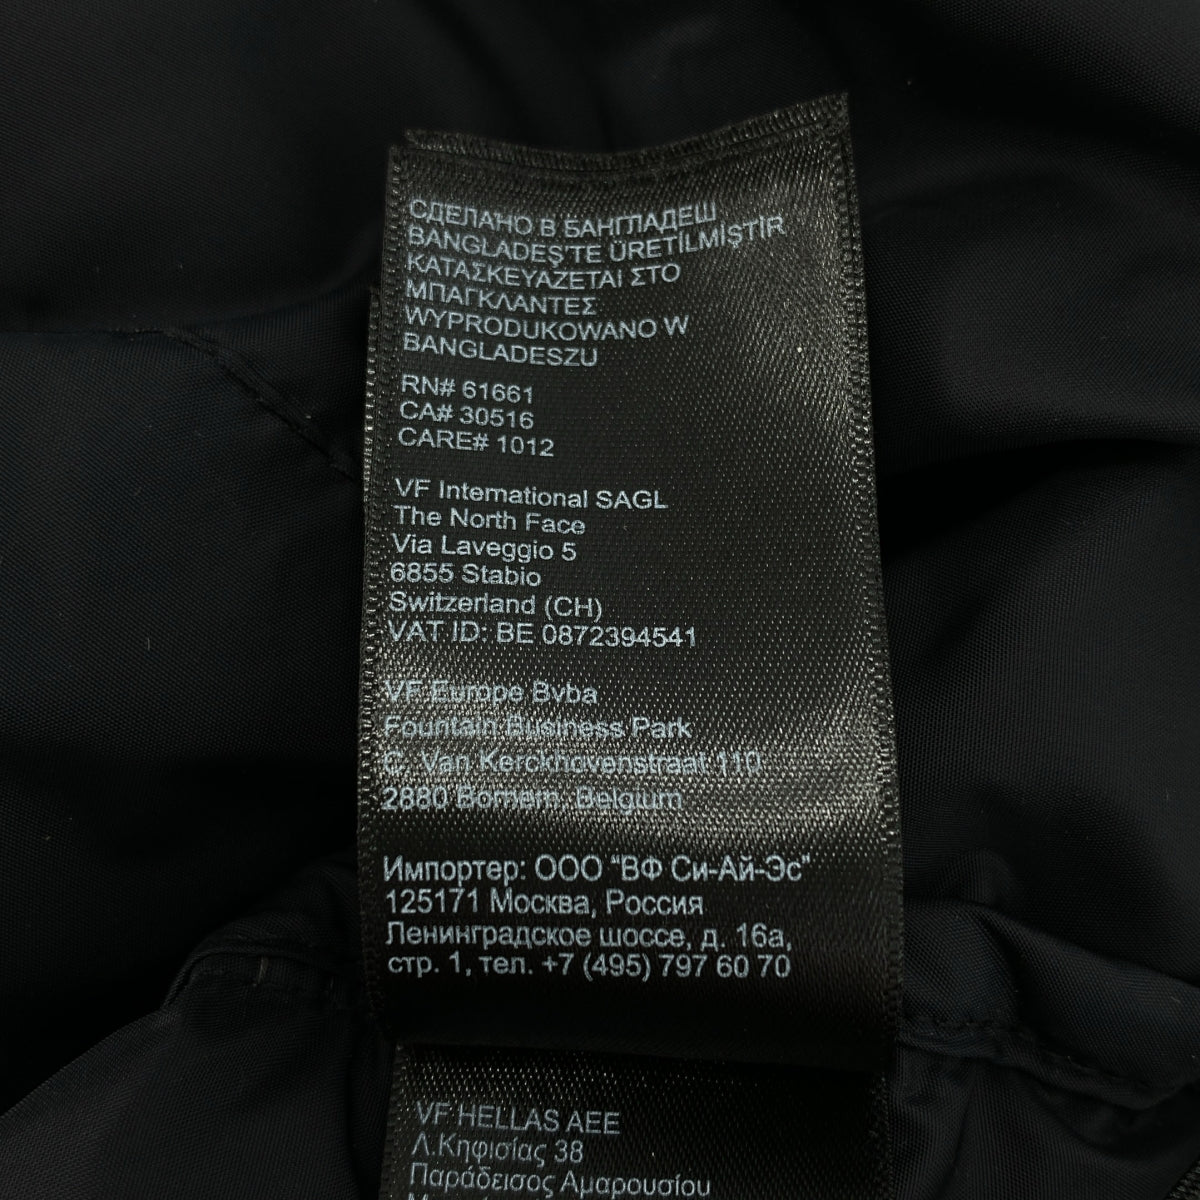 СДЕЛАНО В БАНГЛАДЕШ
BANGLADEŞ'TE ÜRETİLMİŞTİR
ΚΑΤΑΣΚΕΥΑΖΕΤΑΙ ΣΤΟ
ΜΠΑΓΚΛΑΝΤΕΣ
WYPRODUKOWANO W
BANGLADESZU
RN# 61661
CA# 30516
CARE# 1012
VF International SAGL
The North Face
Via Laveggio 5
6855 Stabio
Switzerland (CH)
VAT ID: BE 0872394541
VF Europe Bvba
Fountain Business Park
C. Van Kerckhovenstraat 110
2880 Bornem, Belgium
Импортер: ООО “ВФ Си-Ай-Эс”
125171 Москва, Россия
Ленинградское шоссе, д. 16а,
стр. 1, тел. +7 (495) 797 60 70
VF HELLAS AEE
Λ.Κηφισίας 38
Παράδεισος Αμαρουσίου